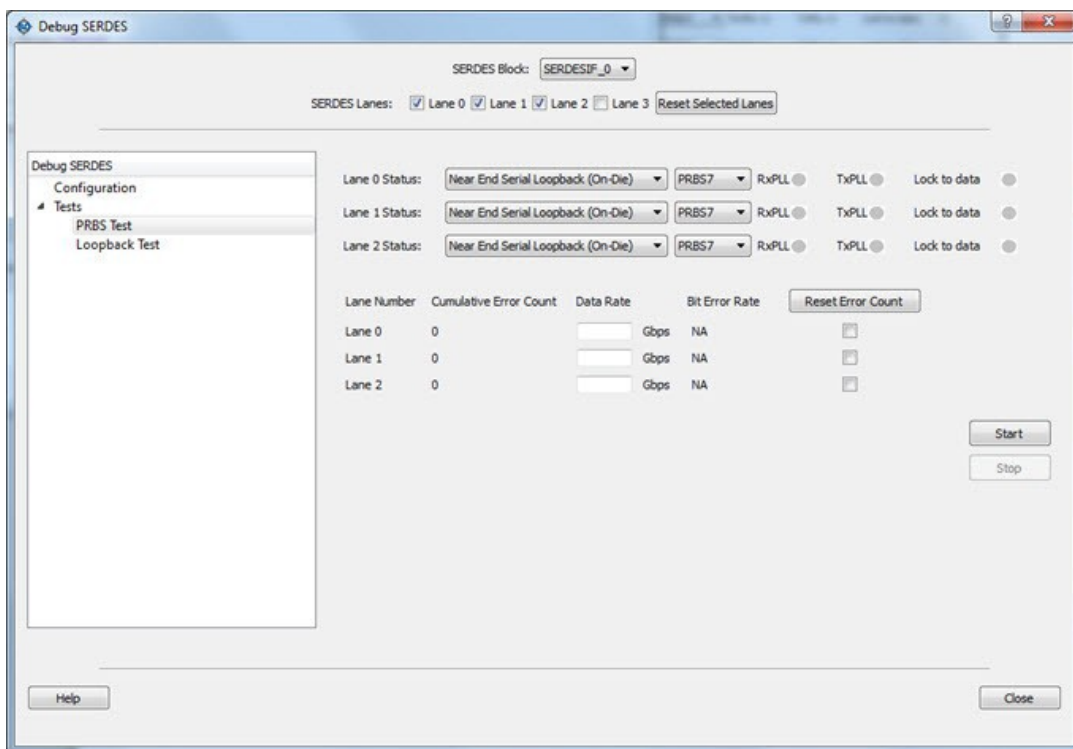 Debug SERDES
SERDES Block: SERDESIF_0
SERDES Lanes: Lane 0 Lane 1 Lane 2 Lane 3 Reset Selected Lanes
Debug SERDES
Configuration
Tests
PRBS Test
Loopback Test
Lane 0 Status: Near End Serial Loopback (On-Die) PRBS7 RxPLL TxPLL Lock to data
Lane 1 Status: Near End Serial Loopback (On-Die) PRBS7 RxPLL TxPLL Lock to data
Lane 2 Status: Near End Serial Loopback (On-Die) PRBS7 RxPLL TxPLL Lock to data
Lane Number Cumulative Error Count Data Rate Bit Error Rate Reset Error Count
Lane 0 0 Gbps NA
Lane 1 0 Gbps NA
Lane 2 0 Gbps NA
Start
Stop
Help Close